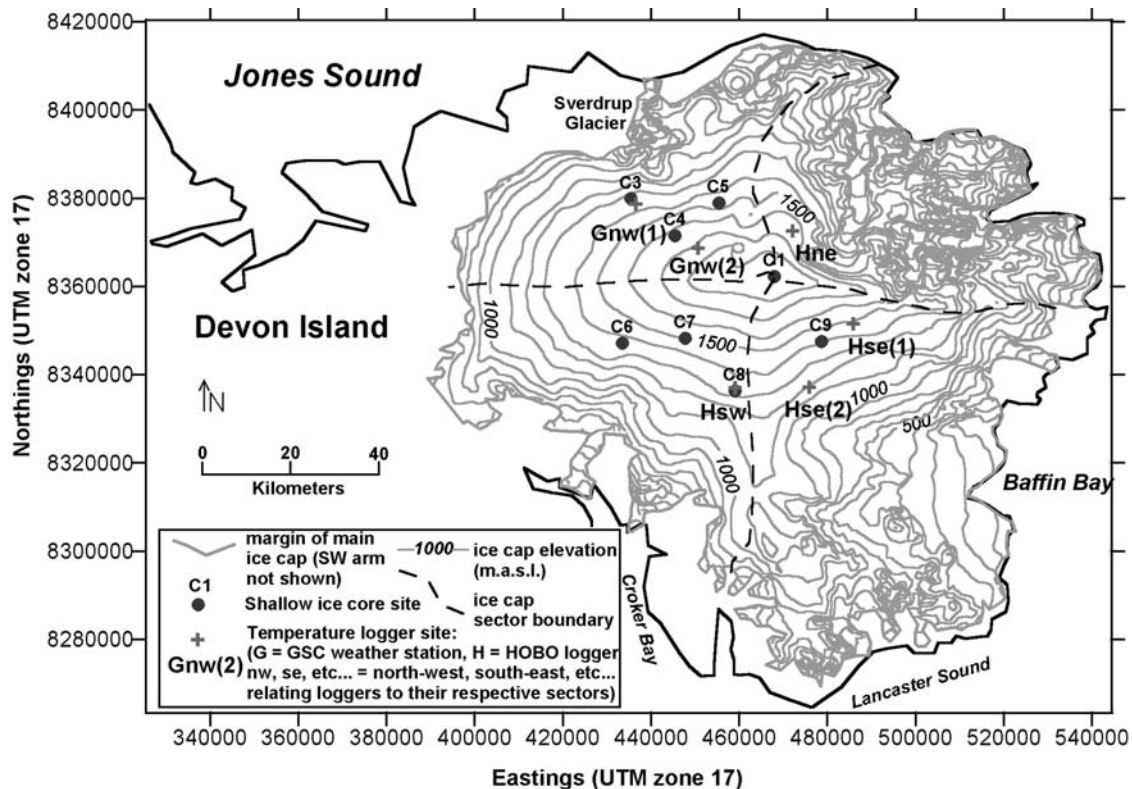 8420000
8400000
8380000
8360000
8340000
8320000
8300000
8280000
Northings (UTM zone 17)
Jones Sound
Sverdrup
Glacier
C3
C5
C4
1500
Gnw(1)
Hne
Gnw(2)
C1
Devon Island
1000
C6
C7
1500
C9
Hse(1)
C8
Hsw
Hse(2)
1000
500
N
0 20 40
Kilometers
1000
Baffin Bay
Croker Bay
Lancaster Sound
margin of main
ice cap (SW arm
not shown)
1000
ice cap elevation
(m.a.s.l.)
C1
Shallow ice core site
ice cap
sector boundary
Temperature logger site:
(G = GSC weather station, H = HOBO logger
nw, se, etc... = north-west, south-east, etc...
relating loggers to their respective sectors)
Gnw(2)
340000 360000 380000 400000 420000 440000 460000 480000 500000 520000 540000
Eastings (UTM zone 17)